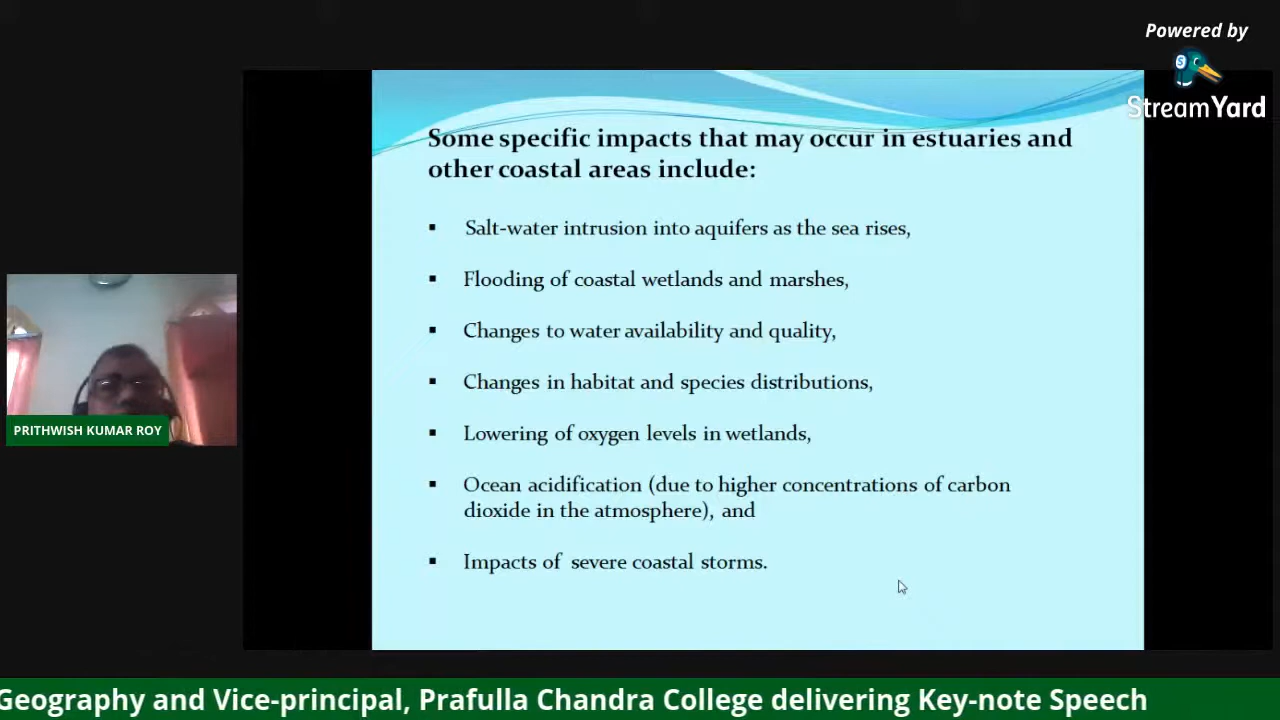 Powered by
StreamYard
Some specific impacts that may occur in estuaries and
other coastal areas include:
▪ Salt-water intrusion into aquifers as the sea rises,
▪ Flooding of coastal wetlands and marshes,
▪ Changes to water availability and quality,
▪ Changes in habitat and species distributions,
▪ Lowering of oxygen levels in wetlands,
▪ Ocean acidification (due to higher concentrations of carbon
dioxide in the atmosphere), and
▪ Impacts of severe coastal storms.
PRITHWISH KUMAR ROY
Geography and Vice-principal, Prafulla Chandra College delivering Key-note Speech